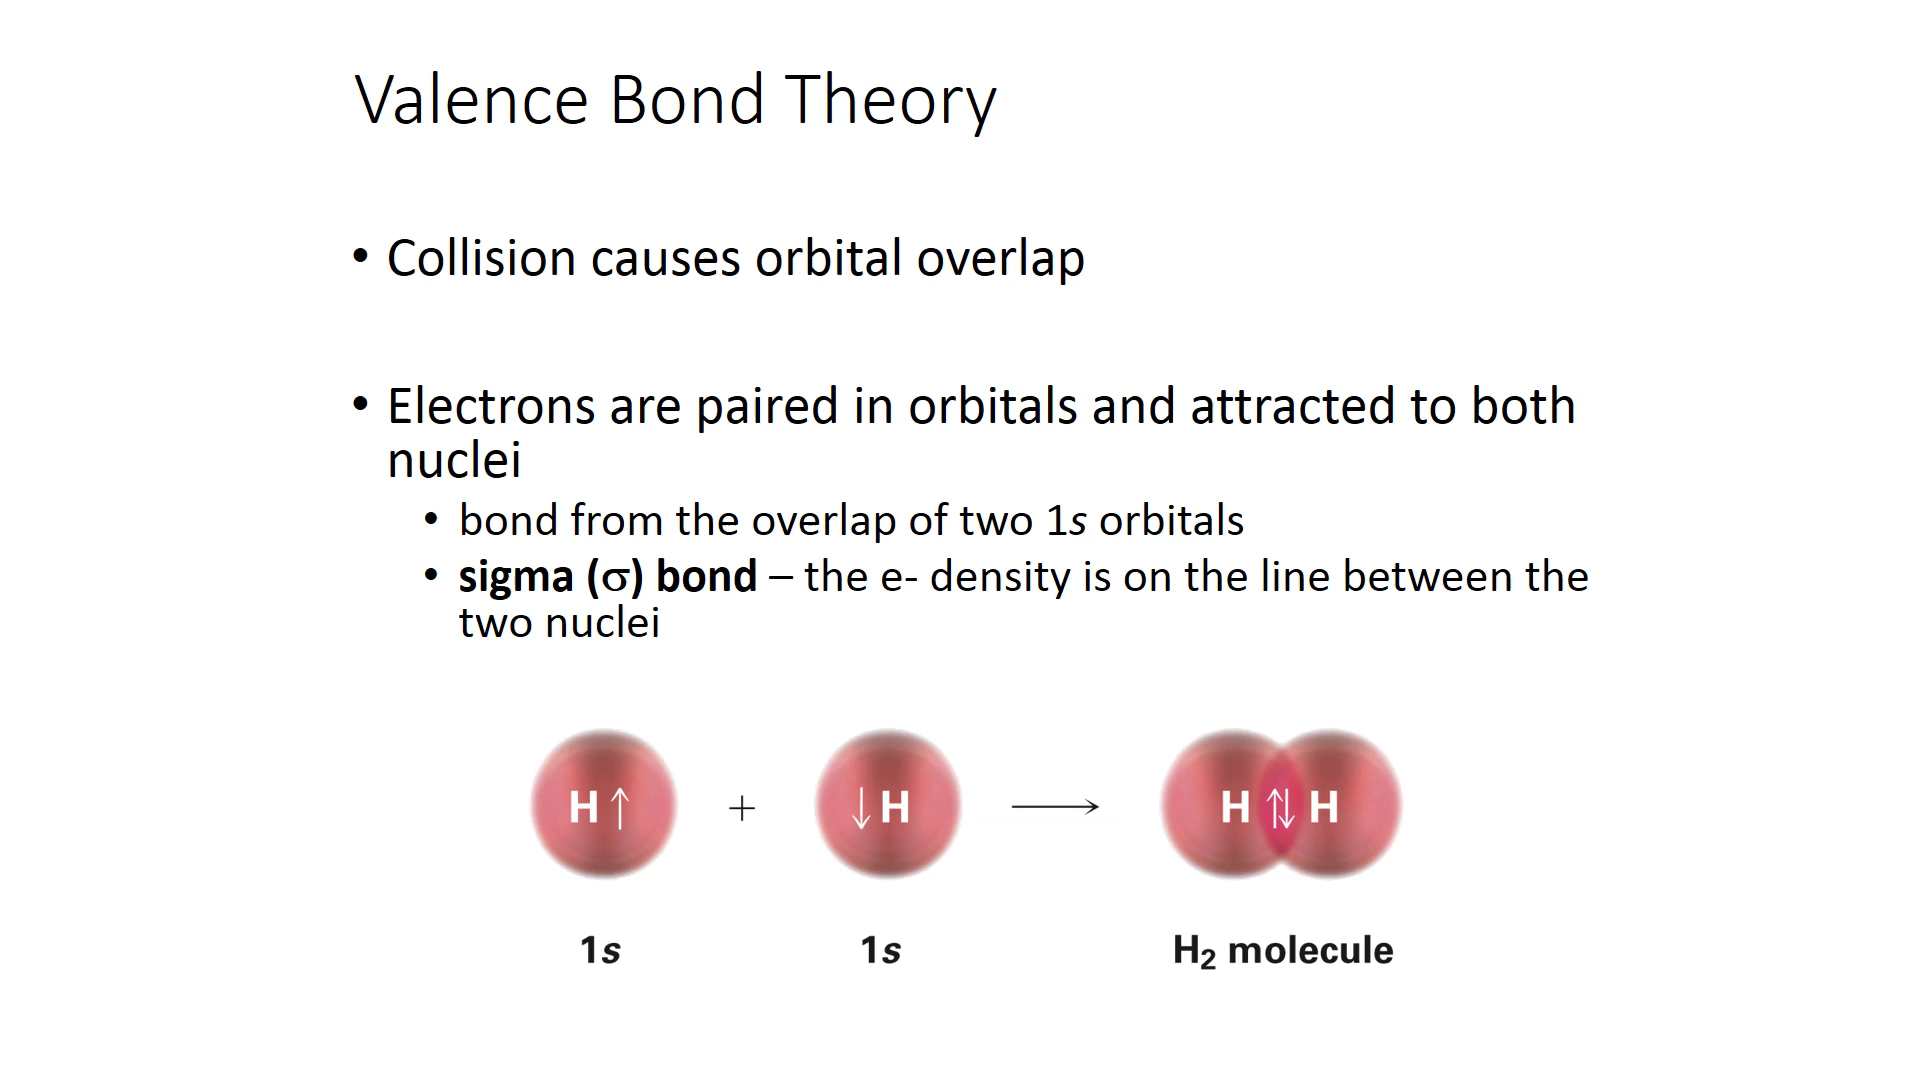 Valence Bond Theory
• Collision causes orbital overlap
• Electrons are paired in orbitals and attracted to both
nuclei
• bond from the overlap of two 1s orbitals
• sigma (σ) bond – the e- density is on the line between the
two nuclei
H↑ + ↓H ⟶ H ↑↓ H
1s 1s H₂ molecule